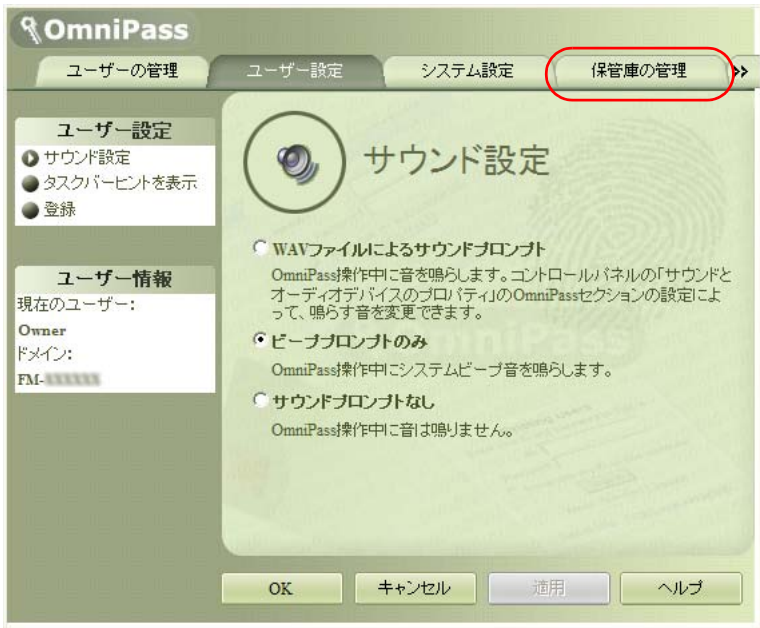 OmniPass
ユーザーの管理
ユーザー設定
システム設定
保管庫の管理
ユーザー設定
サウンド設定
タスクバーヒントを表示
登録
ユーザー情報
現在のユーザー:
Owner
ドメイン:
FM-
サウンド設定
WAVファイルによるサウンドプロンプト
OmniPass操作中に音を鳴らします。コントロールパネルの「サウンドと
オーディオデバイスのプロパティ」のOmniPassセクションの設定によ
って、鳴らす音を変更できます。
ビーププロンプトのみ
OmniPass操作中にシステムビープ音を鳴らします。
サウンドプロンプトなし
OmniPass操作中に音は鳴りません。
OK
キャンセル
適用
ヘルプ